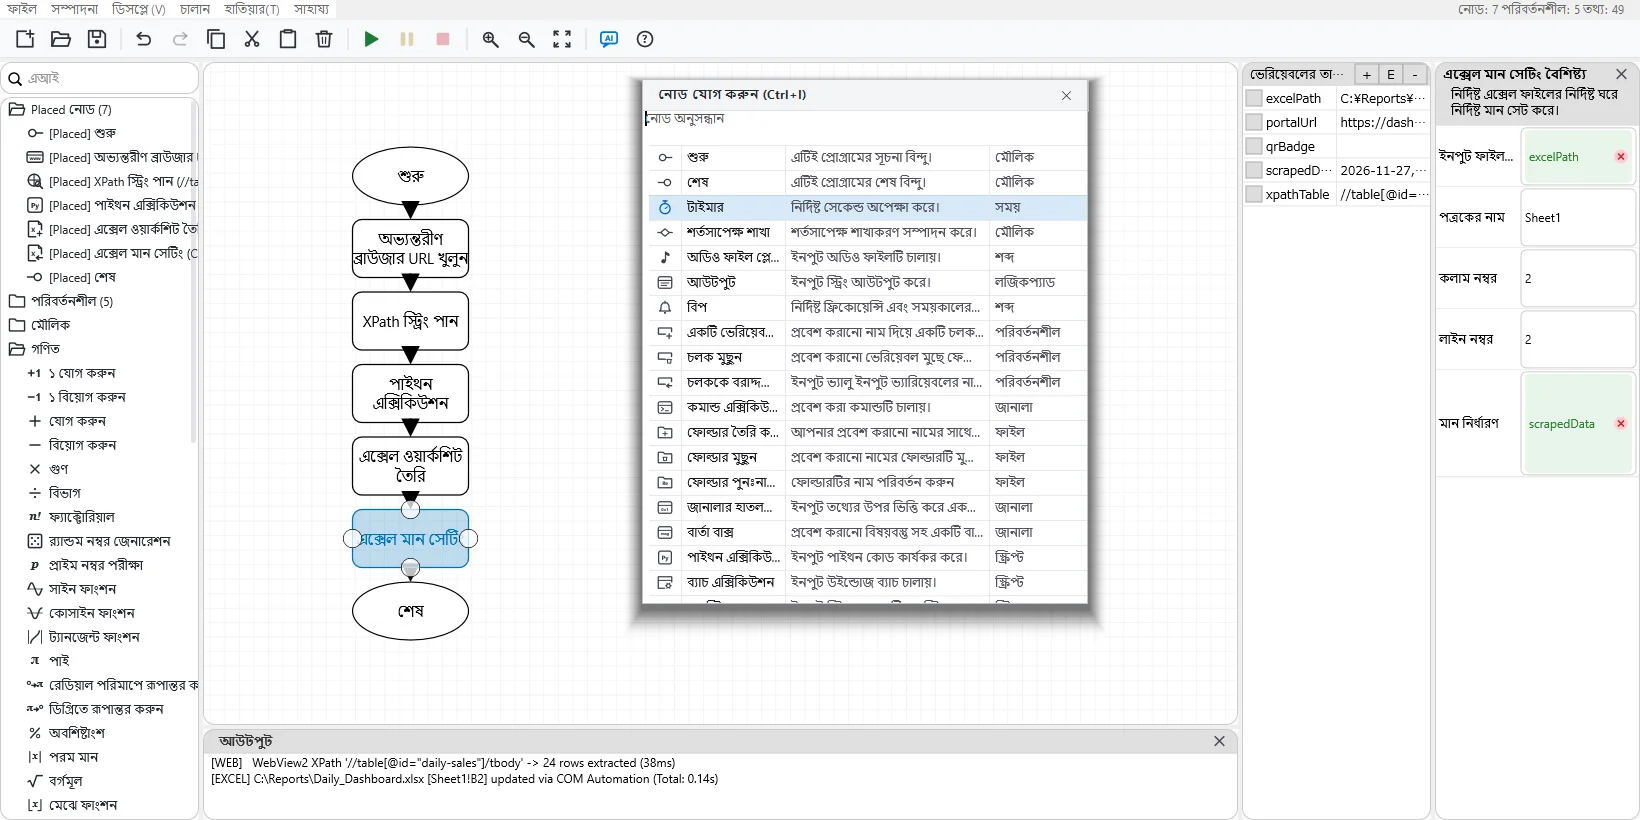 ফাইল সম্পাদনা ডিসপ্লে (V) চালান হাতিয়ার(T) সাহায্য
নোড: 7 পরিবর্তনশীল: 5 তথ্য: 49
এআই
Placed নোড (7)
[Placed] শুরু
[Placed] অভ্যন্তরীণ ব্রাউজার
[Placed] XPath স্ট্রিং পান (//ta
[Placed] পাইথন এক্সিকিউশন
[Placed] এক্সেল ওয়ার্কশিট তৈ
[Placed] এক্সেল মান সেটিং (C
[Placed] শেষ
পরিবর্তনশীল (5)
মৌলিক
গণিত
+1 ১ যোগ করুন
−1 ১ বিয়োগ করুন
যোগ করুন
বিয়োগ করুন
গুণ
বিভাগ
n! ফ্যাক্টোরিয়াল
র‍্যান্ডম নম্বর জেনারেশন
p প্রাইম নম্বর পরীক্ষা
সাইন ফাংশন
কোসাইন ফাংশন
ট্যানজেন্ট ফাংশন
π পাই
রেডিয়াল পরিমাপে রূপান্তর ক
ডিগ্রিতে রূপান্তর করুন
% অবশিষ্টাংশ
|x| পরম মান
বর্গমূল
⌊x⌋ মেঝে ফাংশন
শুরু
অভ্যন্তরীণ
ব্রাউজার URL খুলুন
XPath স্ট্রিং পান
পাইথন
এক্সিকিউশন
এক্সেল ওয়ার্কশিট
তৈরি
এক্সেল মান সেটিং
শেষ
নোড যোগ করুন (Ctrl+I)
নোড অনুসন্ধান
শুরু এটিই প্রোগ্রামের সূচনা বিন্দু। মৌলিক
শেষ এটিই প্রোগ্রামের শেষ বিন্দু। মৌলিক
টাইমার নির্দিষ্ট সেকেন্ড অপেক্ষা করে। সময়
শর্তসাপেক্ষ শাখা শর্তসাপেক্ষ শাখাকরণ সম্পাদন করে। মৌলিক
অডিও ফাইল প্লে... ইনপুট অডিও ফাইলটি চালায়। শব্দ
আউটপুট ইনপুট স্ট্রিং আউটপুট করে। লজিকপ্যাড
বিপ নির্দিষ্ট ফ্রিকোয়েন্সি এবং সময়কালের... শব্দ
একটি ভেরিয়েব... প্রবেশ করানো নাম দিয়ে একটি চলক... পরিবর্তনশীল
চলক মুছুন প্রবেশ করানো ভেরিয়েবল মুছে ফে... পরিবর্তনশীল
চলককে বরাদ্দ... ইনপুট ভ্যালু ইনপুট ভ্যারিয়েবলের না... পরিবর্তনশীল
কমান্ড এক্সিকিউ... প্রবেশ করা কমান্ডটি চালায়। জানালা
ফোল্ডার তৈরি ক... আপনার প্রবেশ করানো নামের সাথে... ফাইল
ফোল্ডার মুছুন প্রবেশ করানো নামের ফোল্ডারটি মু... ফাইল
ফোল্ডার পুনঃনা... ফোল্ডারটির নাম পরিবর্তন করুন ফাইল
জানালার হাতল... ইনপুট তথ্যের উপর ভিত্তি করে এক... জানালা
বার্তা বাক্স প্রবেশ করানো বিষয়বস্তু সহ একটি বা... জানালা
পাইথন এক্সিকিউ... ইনপুট পাইথন কোড কার্যকর করে। স্ক্রিপ্ট
ব্যাচ এক্সিকিউশন ইনপুট উইন্ডোজ ব্যাচ চালায়। স্ক্রিপ্ট
আউটপুট
[WEB] WebView2 XPath '//table[@id="daily-sales"]/tbody' -> 24 rows extracted (38ms)
[EXCEL] C:\Reports\Daily_Dashboard.xlsx [Sheet1!B2] updated via COM Automation (Total: 0.14s)
ভেরিয়েবলের তা··· + E -
excelPath C:¥Reports¥···
portalUrl https://dash···
qrBadge
scrapedD··· 2026-11-27,···
xpathTable //table[@id=···
এক্সেল মান সেটিং বৈশিষ্ট্য
নির্দিষ্ট এক্সেল ফাইলের নির্দিষ্ট ঘরে
নির্দিষ্ট মান সেট করে।
ইনপুট ফাইল... excelPath
পত্রকের নাম Sheet1
কলাম নম্বর 2
লাইন নম্বর 2
মান নির্ধারণ scrapedData